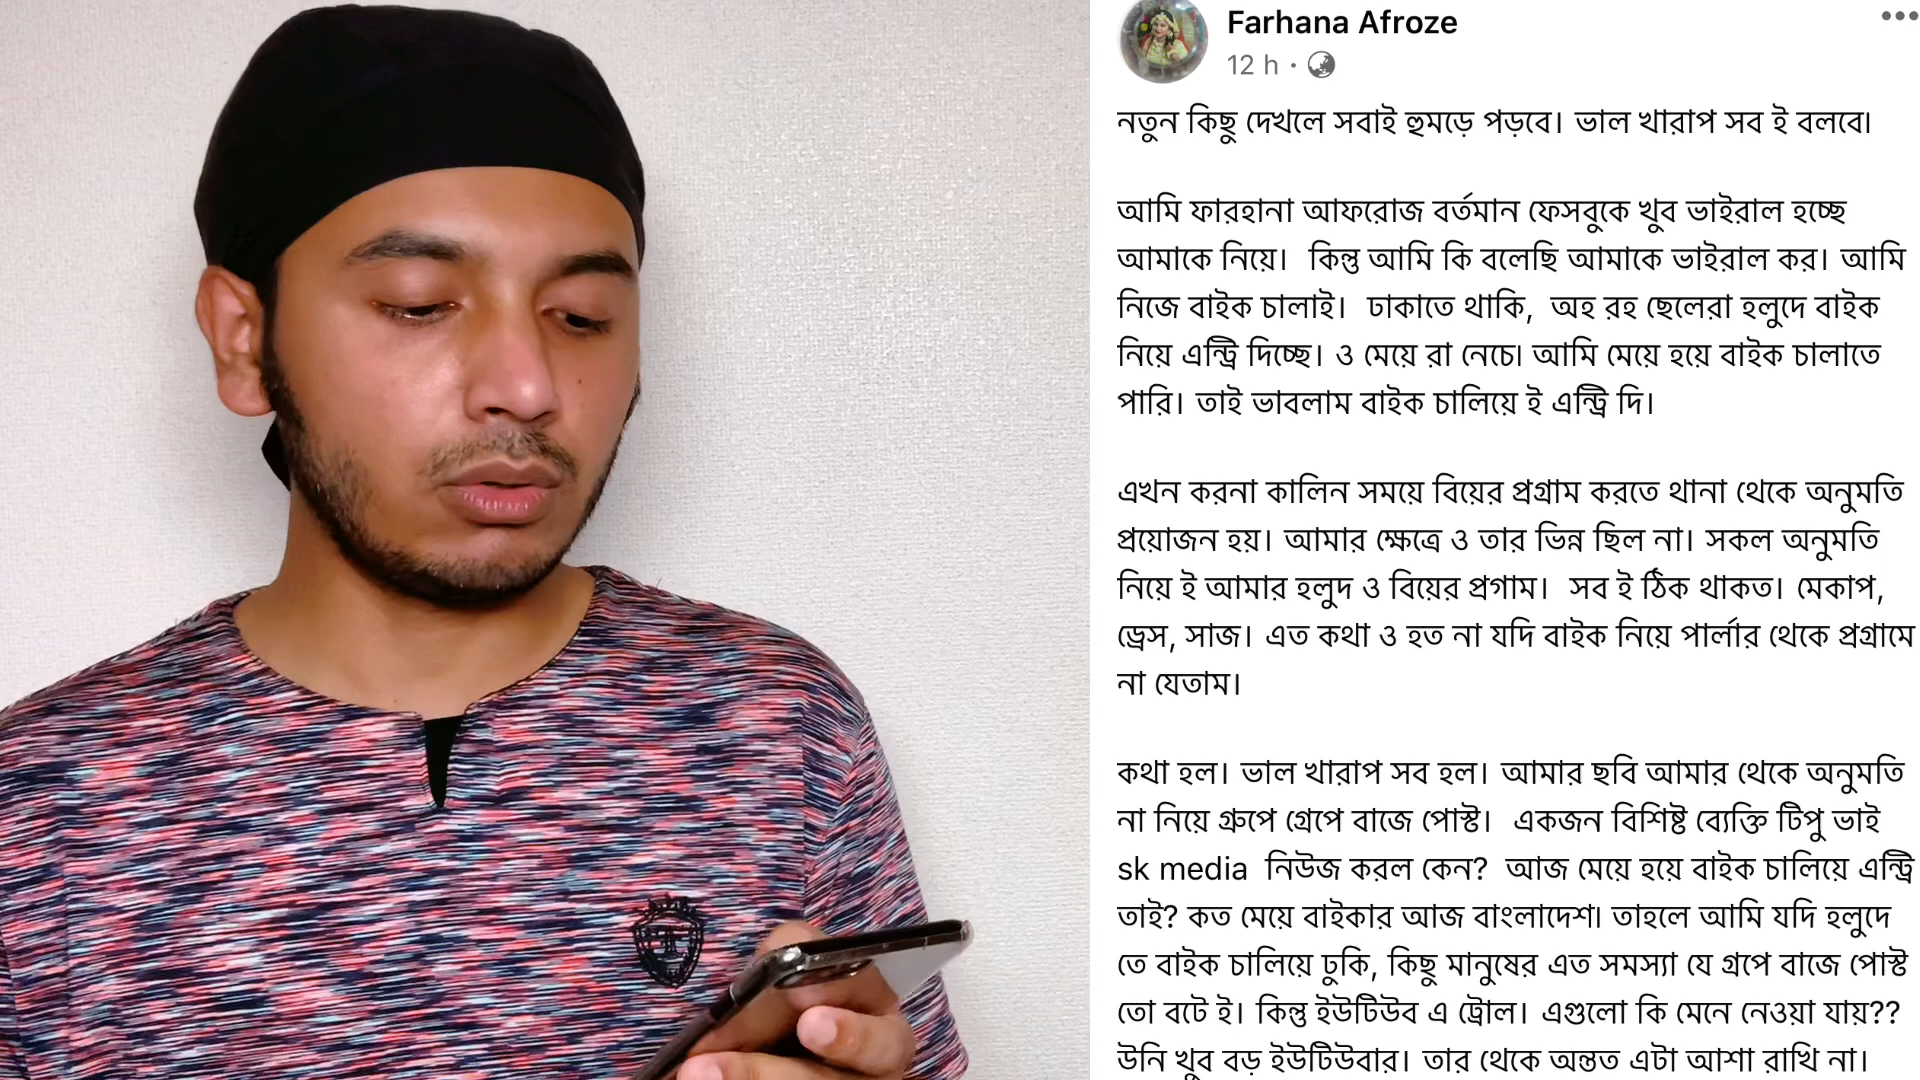 Farhana Afroze
12 h
নতুন কিছু দেখলে সবাই হুমড়ে পড়বে। ভাল খারাপ সব ই বলবে।
আমি ফারহানা আফরোজ বর্তমান ফেসবুকে খুব ভাইরাল হচ্ছে
আমাকে নিয়ে। কিন্তু আমি কি বলেছি আমাকে ভাইরাল কর। আমি
নিজে বাইক চালাই। ঢাকাতে থাকি, অহ রহ ছেলেরা হলুদে বাইক
নিয়ে এন্ট্রি দিচ্ছে। ও মেয়ে রা নেচে। আমি মেয়ে হয়ে বাইক চালাতে
পারি। তাই ভাবলাম বাইক চালিয়ে ই এন্ট্রি দি।
এখন করনা কালিন সময়ে বিয়ের প্রগ্রাম করতে থানা থেকে অনুমতি
প্রয়োজন হয়। আমার ক্ষেত্রে ও তার ভিন্ন ছিল না। সকল অনুমতি
নিয়ে ই আমার হলুদ ও বিয়ের প্রগাম। সব ই ঠিক থাকত। মেকাপ,
ড্রেস, সাজ। এত কথা ও হত না যদি বাইক নিয়ে পার্লার থেকে প্রগ্রামে
না যেতাম।
কথা হল। ভাল খারাপ সব হল। আমার ছবি আমার থেকে অনুমতি
না নিয়ে গ্রুপে গ্রেপে বাজে পোস্ট। একজন বিশিষ্ট ব্যেক্তি টিপু ভাই
sk media নিউজ করল কেন? আজ মেয়ে হয়ে বাইক চালিয়ে এন্ট্রি
তাই? কত মেয়ে বাইকার আজ বাংলাদেশ। তাহলে আমি যদি হলুদে
তে বাইক চালিয়ে ঢুকি, কিছু মানুষের এত সমস্যা যে গ্রপে বাজে পোস্ট
তো বটে ই। কিন্তু ইউটিউব এ ট্রোল। এগুলো কি মেনে নেওয়া যায়??
উনি খুব বড় ইউটিউবার। তার থেকে অন্তত এটা আশা রাখি না।